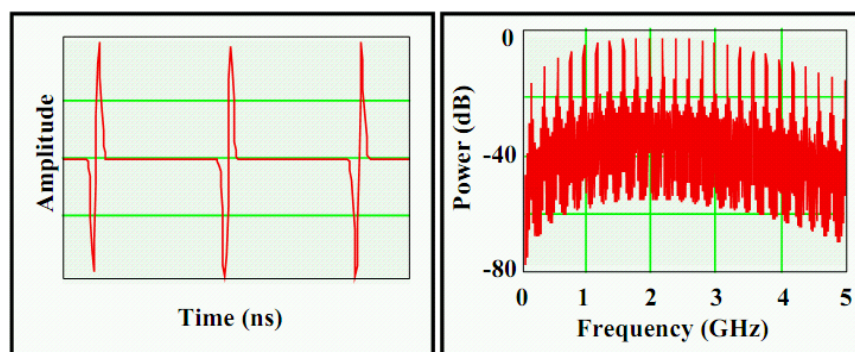 Amplitude
Time (ns)
Power (dB)
0
-40
-80
0 1 2 3 4 5
Frequency (GHz)